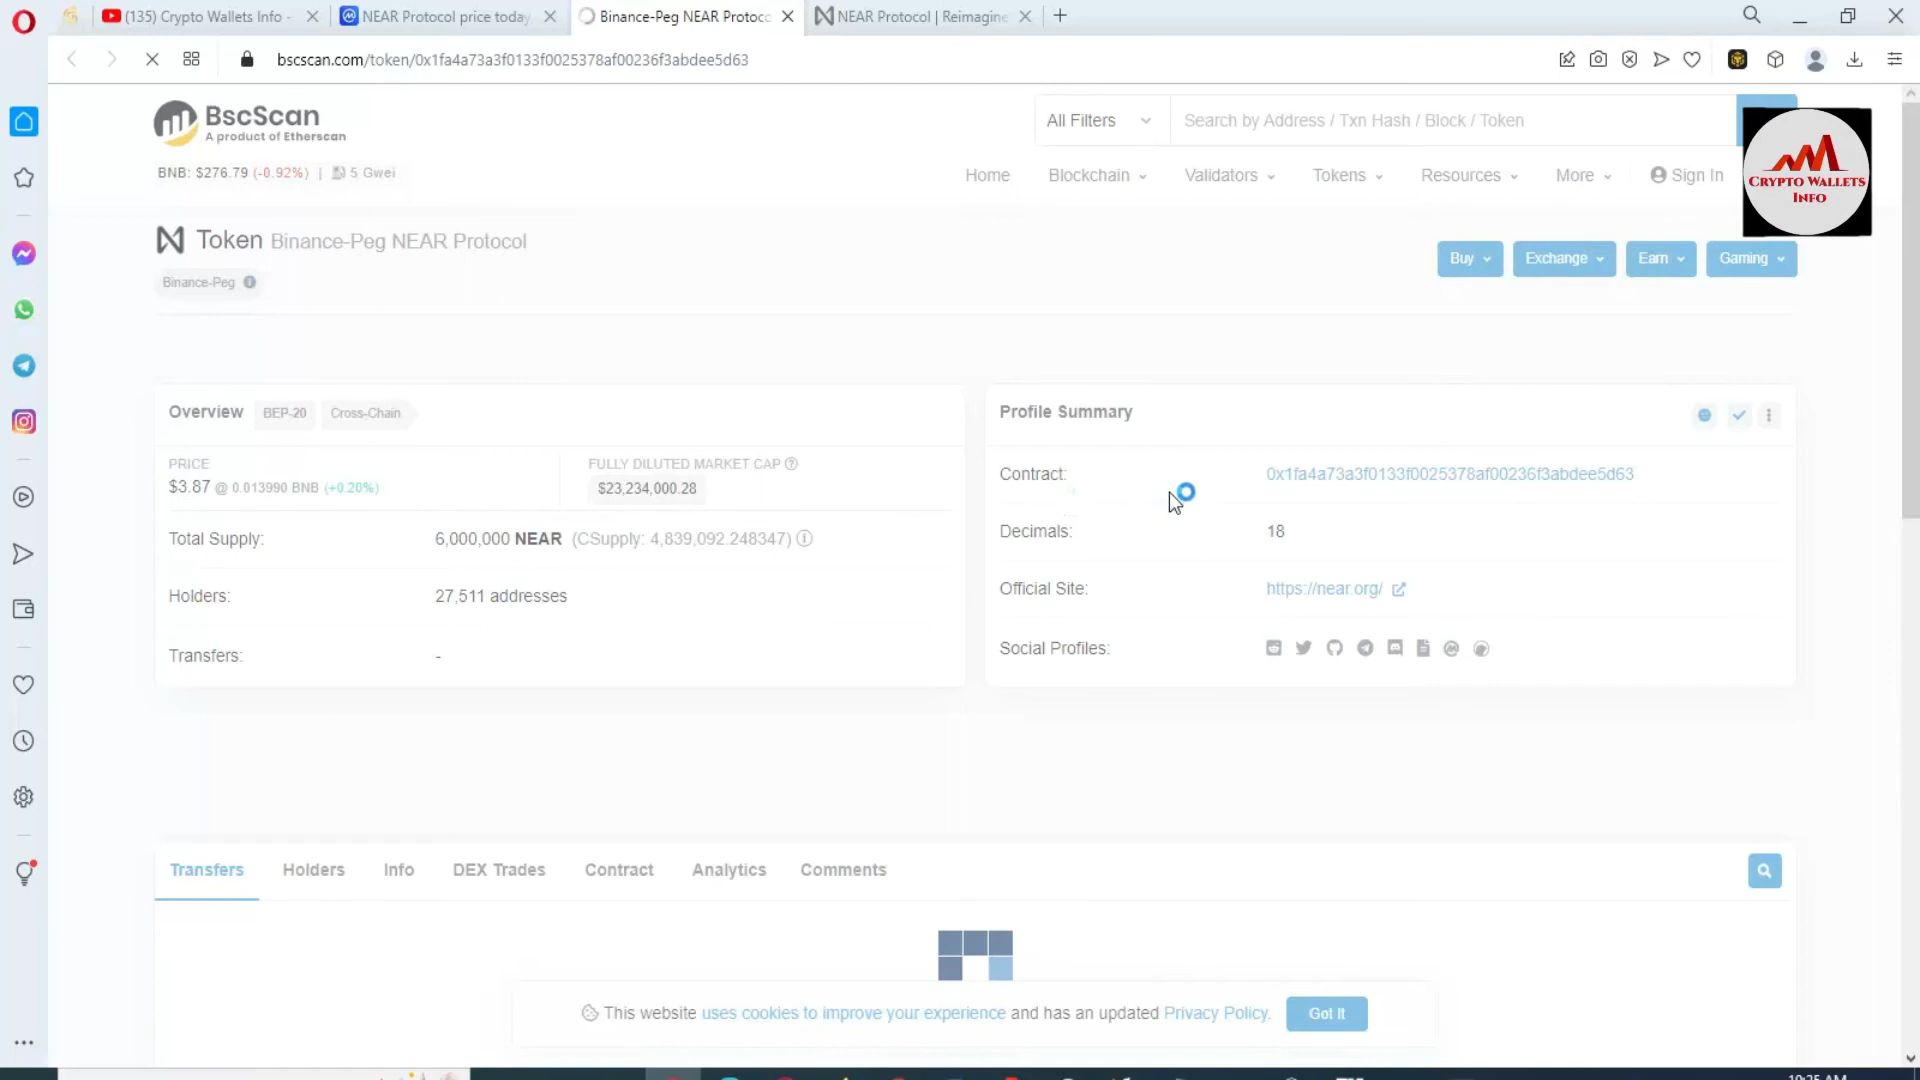 (135) Crypto Wallets Info -
NEAR Protocol price today
Binance-Peg NEAR Protoco
NEAR Protocol | Reimagine
bscscan.com/token/0x1fa4a73a3f0133f0025378af00236f3abdee5d63
BscScan
A product of Etherscan
All Filters
Search by Address / Txn Hash / Block / Token
CRYPTO WALLETS
INFO
BNB: $276.79 (-0.92%) | 5 Gwei
Home Blockchain Validators Tokens Resources More Sign In
Token Binance-Peg NEAR Protocol
Binance-Peg
Buy Exchange Earn Gaming
Overview BEP-20 Cross-Chain
PRICE
$3.87 @ 0.013990 BNB (+0.20%)
FULLY DILUTED MARKET CAP
$23,234,000.28
Total Supply: 6,000,000 NEAR (CSupply: 4,839,092.248347)
Holders: 27,511 addresses
Transfers: -
Profile Summary
Contract: 0x1fa4a73a3f0133f0025378af00236f3abdee5d63
Decimals: 18
Official Site: https://near.org/
Social Profiles:
Transfers Holders Info DEX Trades Contract Analytics Comments
This website uses cookies to improve your experience and has an updated Privacy Policy.
Got It
10:25 AM